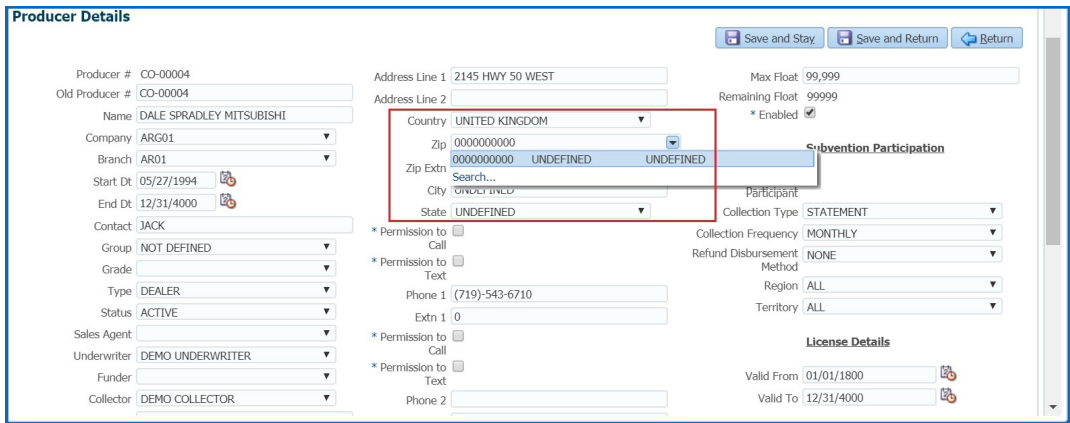 Producer Details
Save and Stay Save and Return Return
Producer # CO-00004
Old Producer # CO-00004
Name DALE SPRADLEY MITSUBISHI
Company ARG01
Branch AR01
Start Dt 05/27/1994
End Dt 12/31/4000
Contact JACK
Group NOT DEFINED
Grade
Type DEALER
Status ACTIVE
Sales Agent
Underwriter DEMO UNDERWRITER
Funder
Collector DEMO COLLECTOR
Address Line 1 2145 HWY 50 WEST
Address Line 2
Country UNITED KINGDOM
Zip 0000000000
0000000000 UNDEFINED UNDEFINED
Zip Extn
Search...
City UNDEFINED
State UNDEFINED
* Permission to
Call
* Permission to
Text
Phone 1 (719)-543-6710
Extn 1 0
* Permission to
Call
* Permission to
Text
Phone 2
Max Float 99,999
Remaining Float 99999
* Enabled
Subvention Participation
Participant
Collection Type STATEMENT
Collection Frequency MONTHLY
Refund Disbursement
Method NONE
Region ALL
Territory ALL
License Details
Valid From 01/01/1800
Valid To 12/31/4000